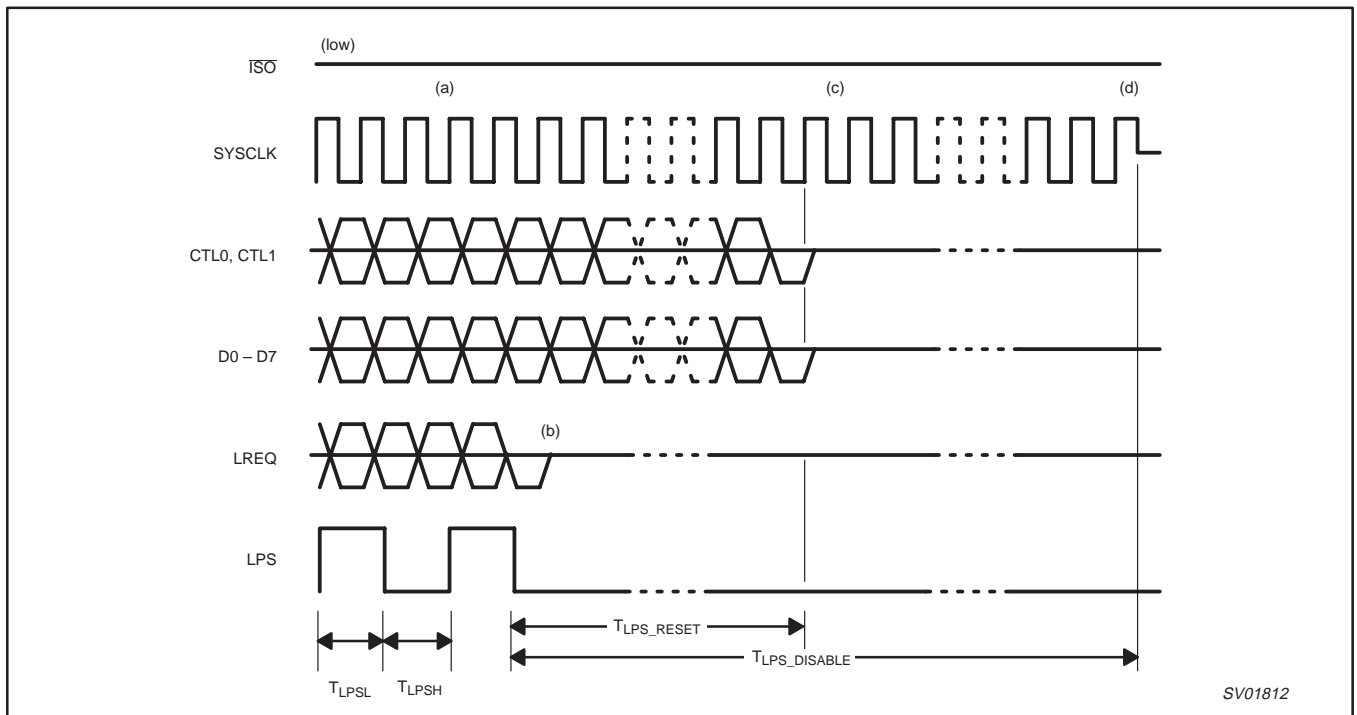 (low)
ISO
(a)
(c)
(d)
SYSCLK
CTL0, CTL1
D0 – D7
(b)
LREQ
LPS
TLPS_RESET
TLPS_DISABLE
TLPSL
TLPSH
SV01812